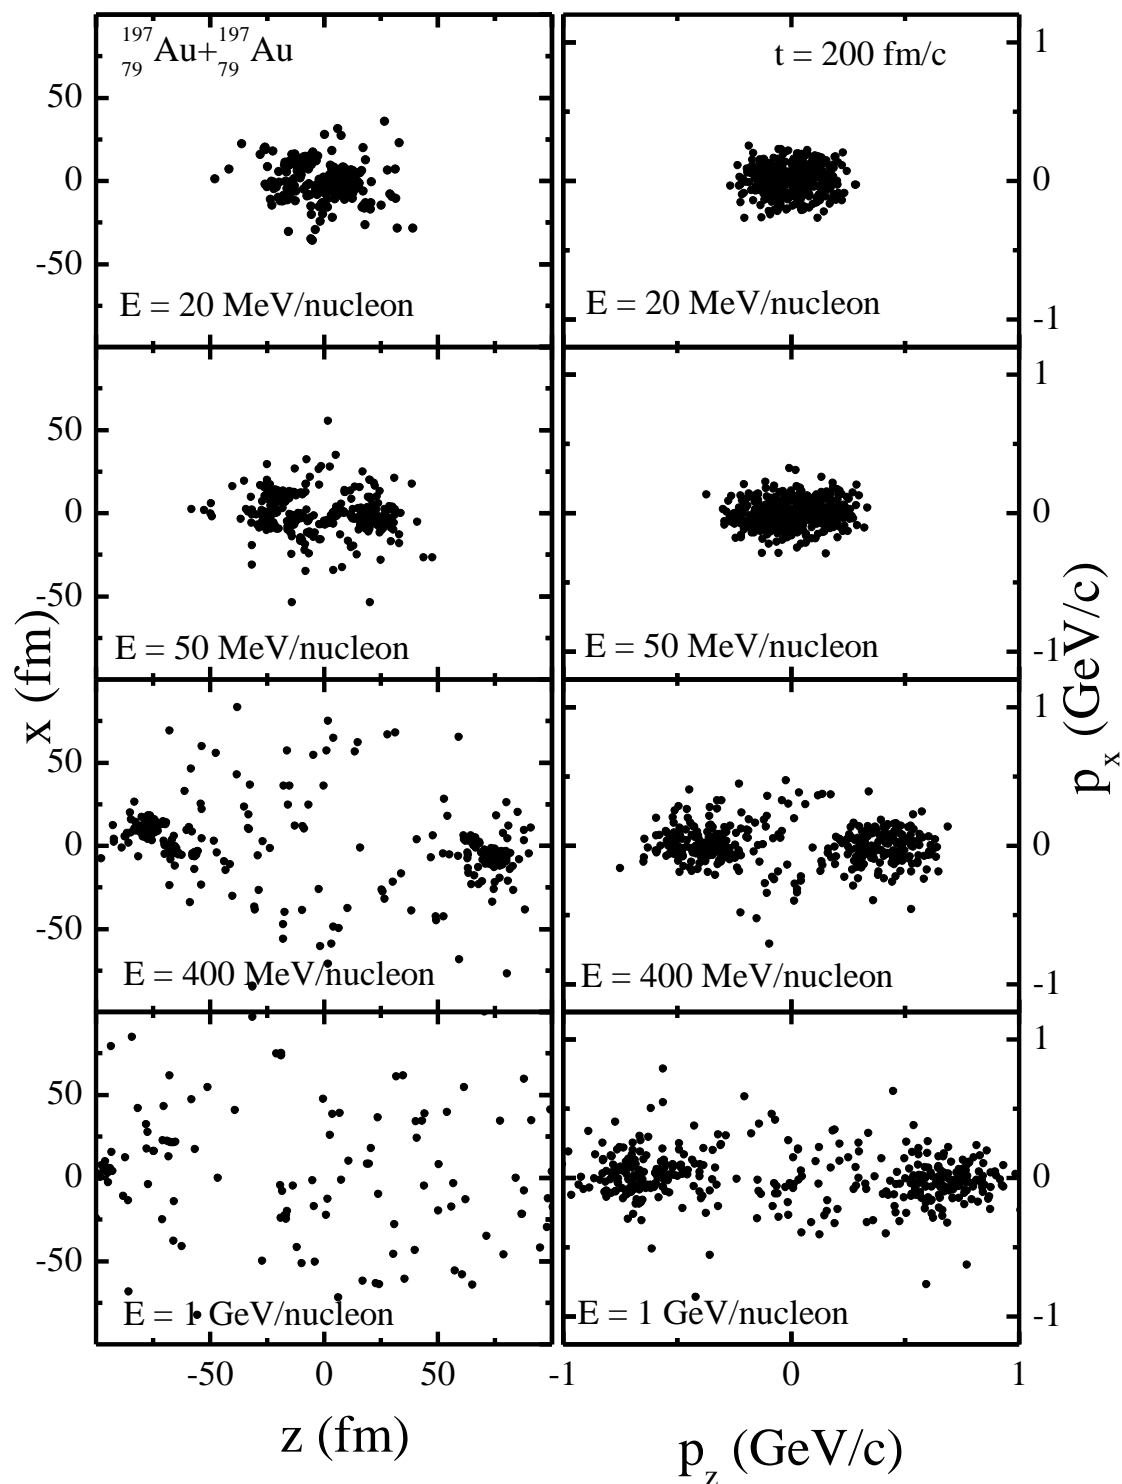 197 79 Au+ 197 79 Au
t = 200 fm/c
50
0
-50
1
0
-1
E = 20 MeV/nucleon
E = 20 MeV/nucleon
50
0
-50
1
0
-1
E = 50 MeV/nucleon
E = 50 MeV/nucleon
x (fm)
p x (GeV/c)
50
0
-50
1
0
-1
E = 400 MeV/nucleon
E = 400 MeV/nucleon
50
0
-50
1
0
-1
E = 1 GeV/nucleon
E = 1 GeV/nucleon
-50 0 50
-1 0 1
z (fm)
p z (GeV/c)